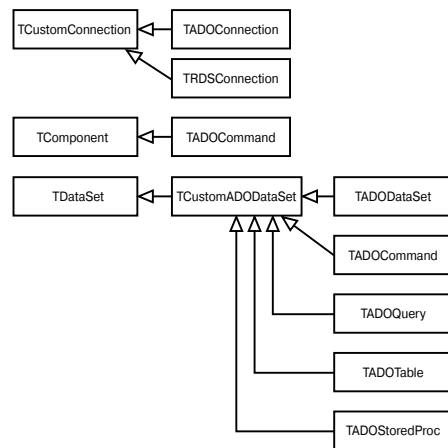 TCustomConnection
TADOConnection
TRDSConnection
TComponent
TADOCommand
TDataSet
TCustomADODataSet
TADODataSet
TADOCommand
TADOQuery
TADOTable
TADOStoredProc